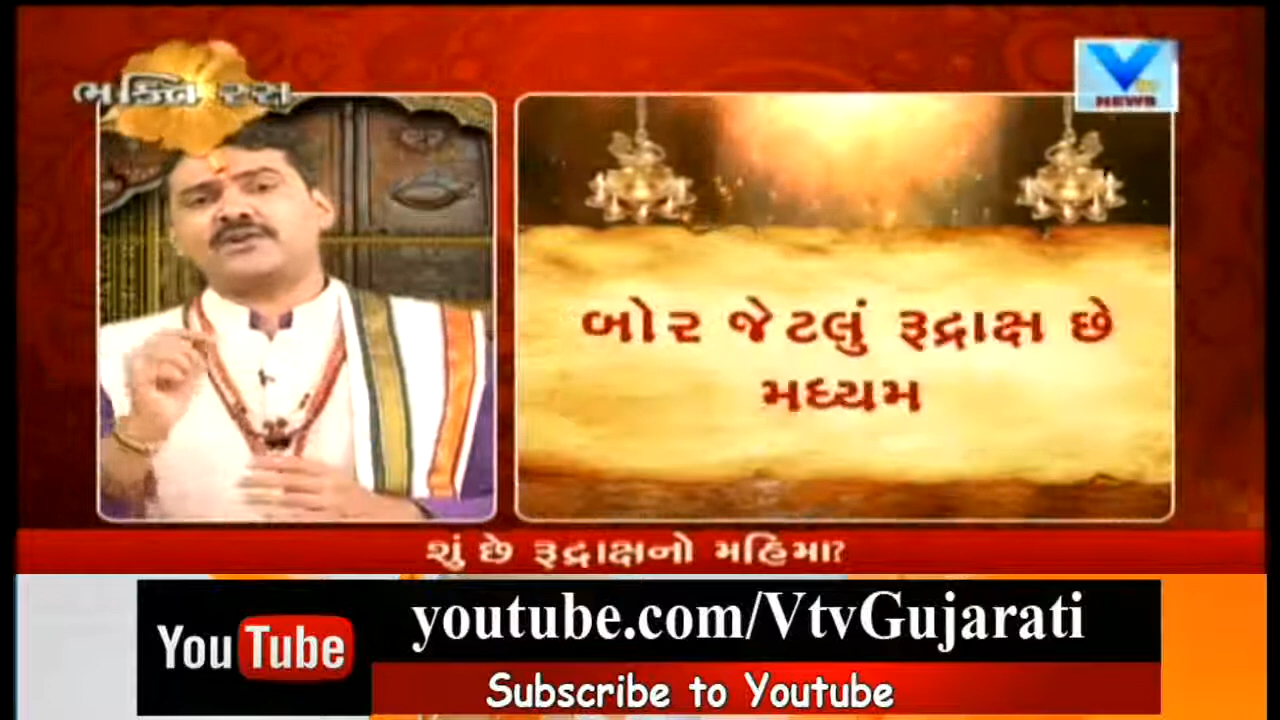 ભક્તિ રસ
V
NEWS
બોર જેટલું રૂદ્રાક્ષ છે
મધ્યમ
શું છે રૂદ્રાક્ષનો મહિમા?
YouTube
youtube.com/VtvGujarati
Subscribe to Youtube